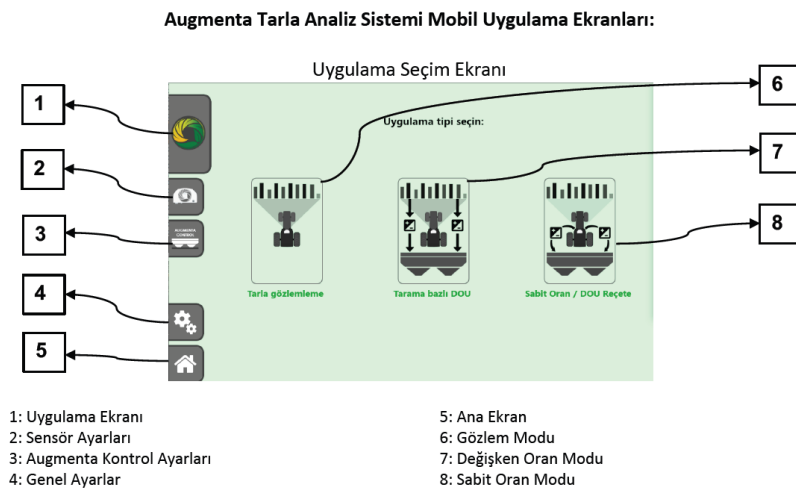 Augmenta Tarla Analiz Sistemi Mobil Uygulama Ekranları:
Uygulama Seçim Ekranı
1
2
3
4
5
6
7
8
Uygulama tipi seçin:
AUGMENTA
CONTROL
Tarla gözlemleme
Tarama bazlı DOU
Sabit Oran / DOU Reçete
1: Uygulama Ekranı
2: Sensör Ayarları
3: Augmenta Kontrol Ayarları
4: Genel Ayarlar
5: Ana Ekran
6: Gözlem Modu
7: Değişken Oran Modu
8: Sabit Oran Modu